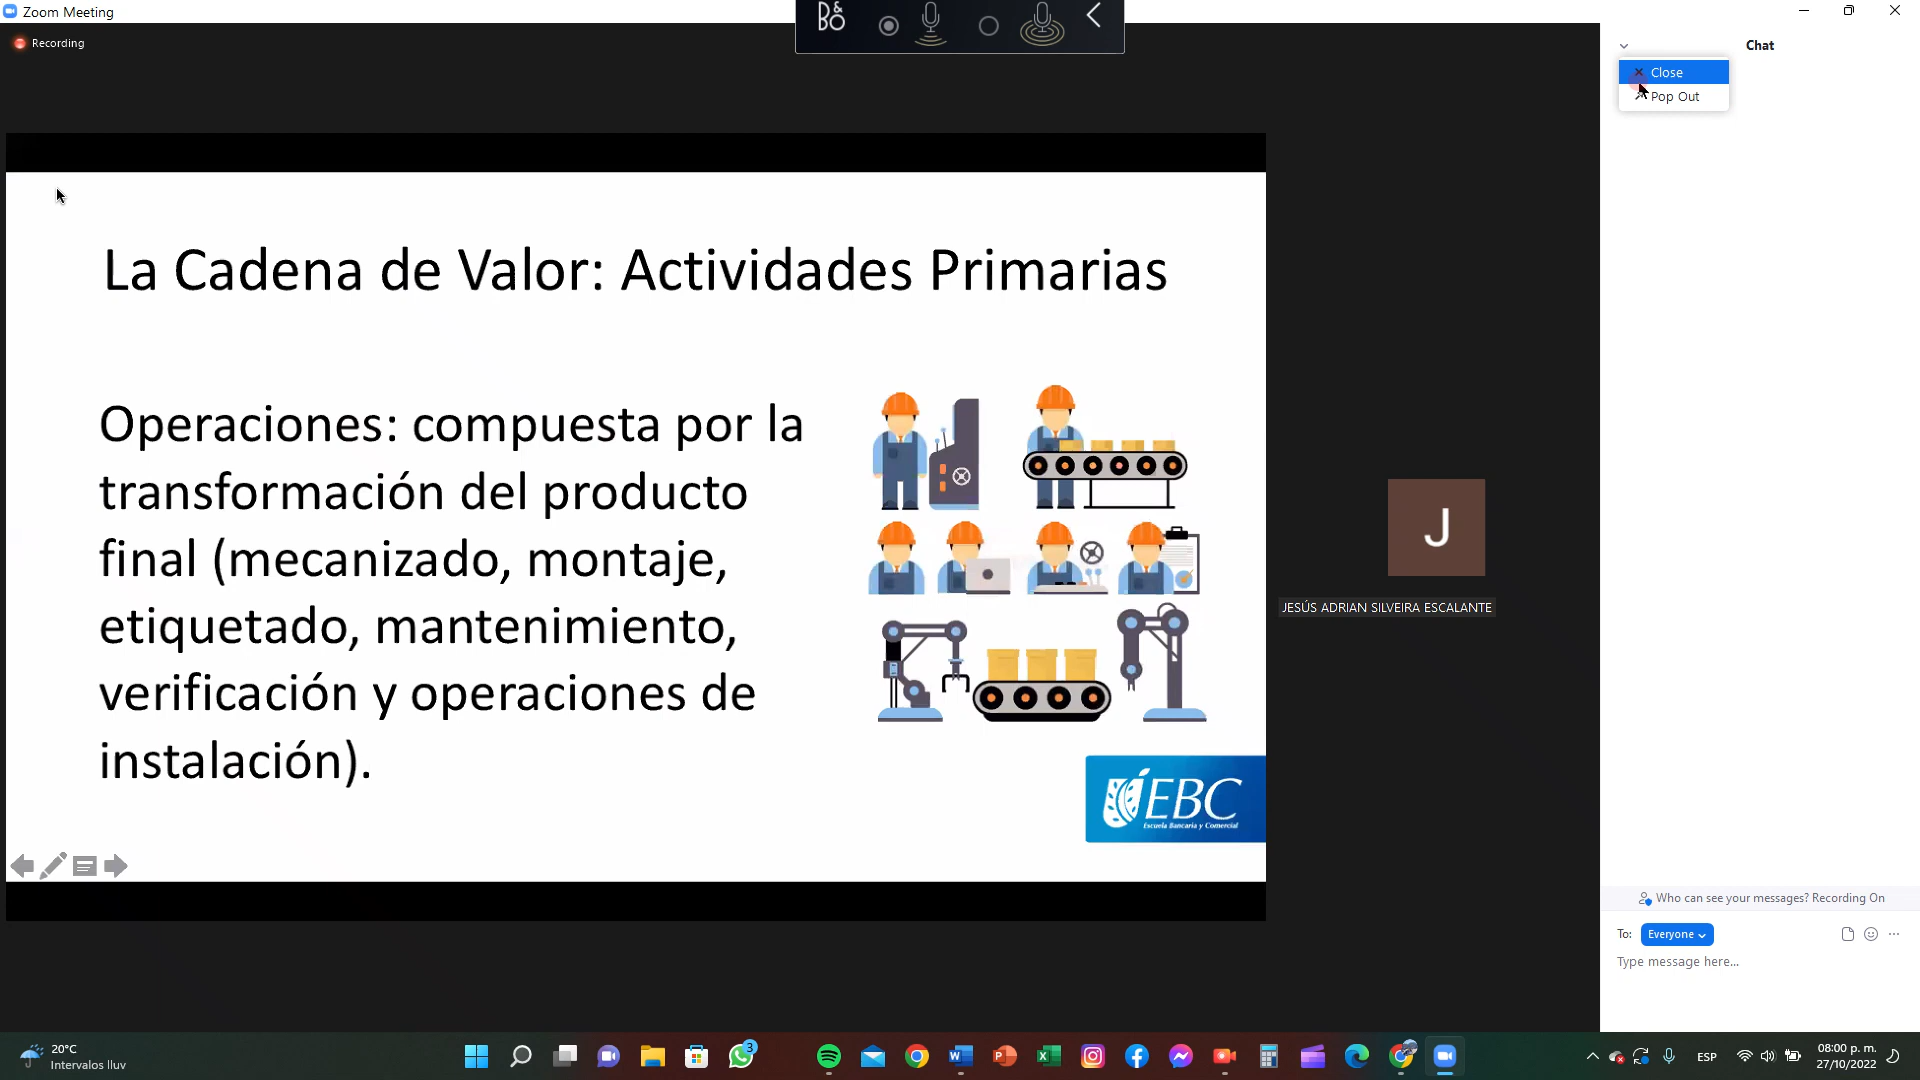 Zoom Meeting
Recording
B&O
Chat
Close
Pop Out
La Cadena de Valor: Actividades Primarias
Operaciones: compuesta por la
transformación del producto
final (mecanizado, montaje,
etiquetado, mantenimiento,
verificación y operaciones de
instalación).
EBC
Escuela Bancaria y Comercial
J
JESÚS ADRIAN SILVEIRA ESCALANTE
Who can see your messages? Recording On
To: Everyone
Type message here...
20°C
Intervalos lluv
3
ESP
08:00 p. m.
27/10/2022